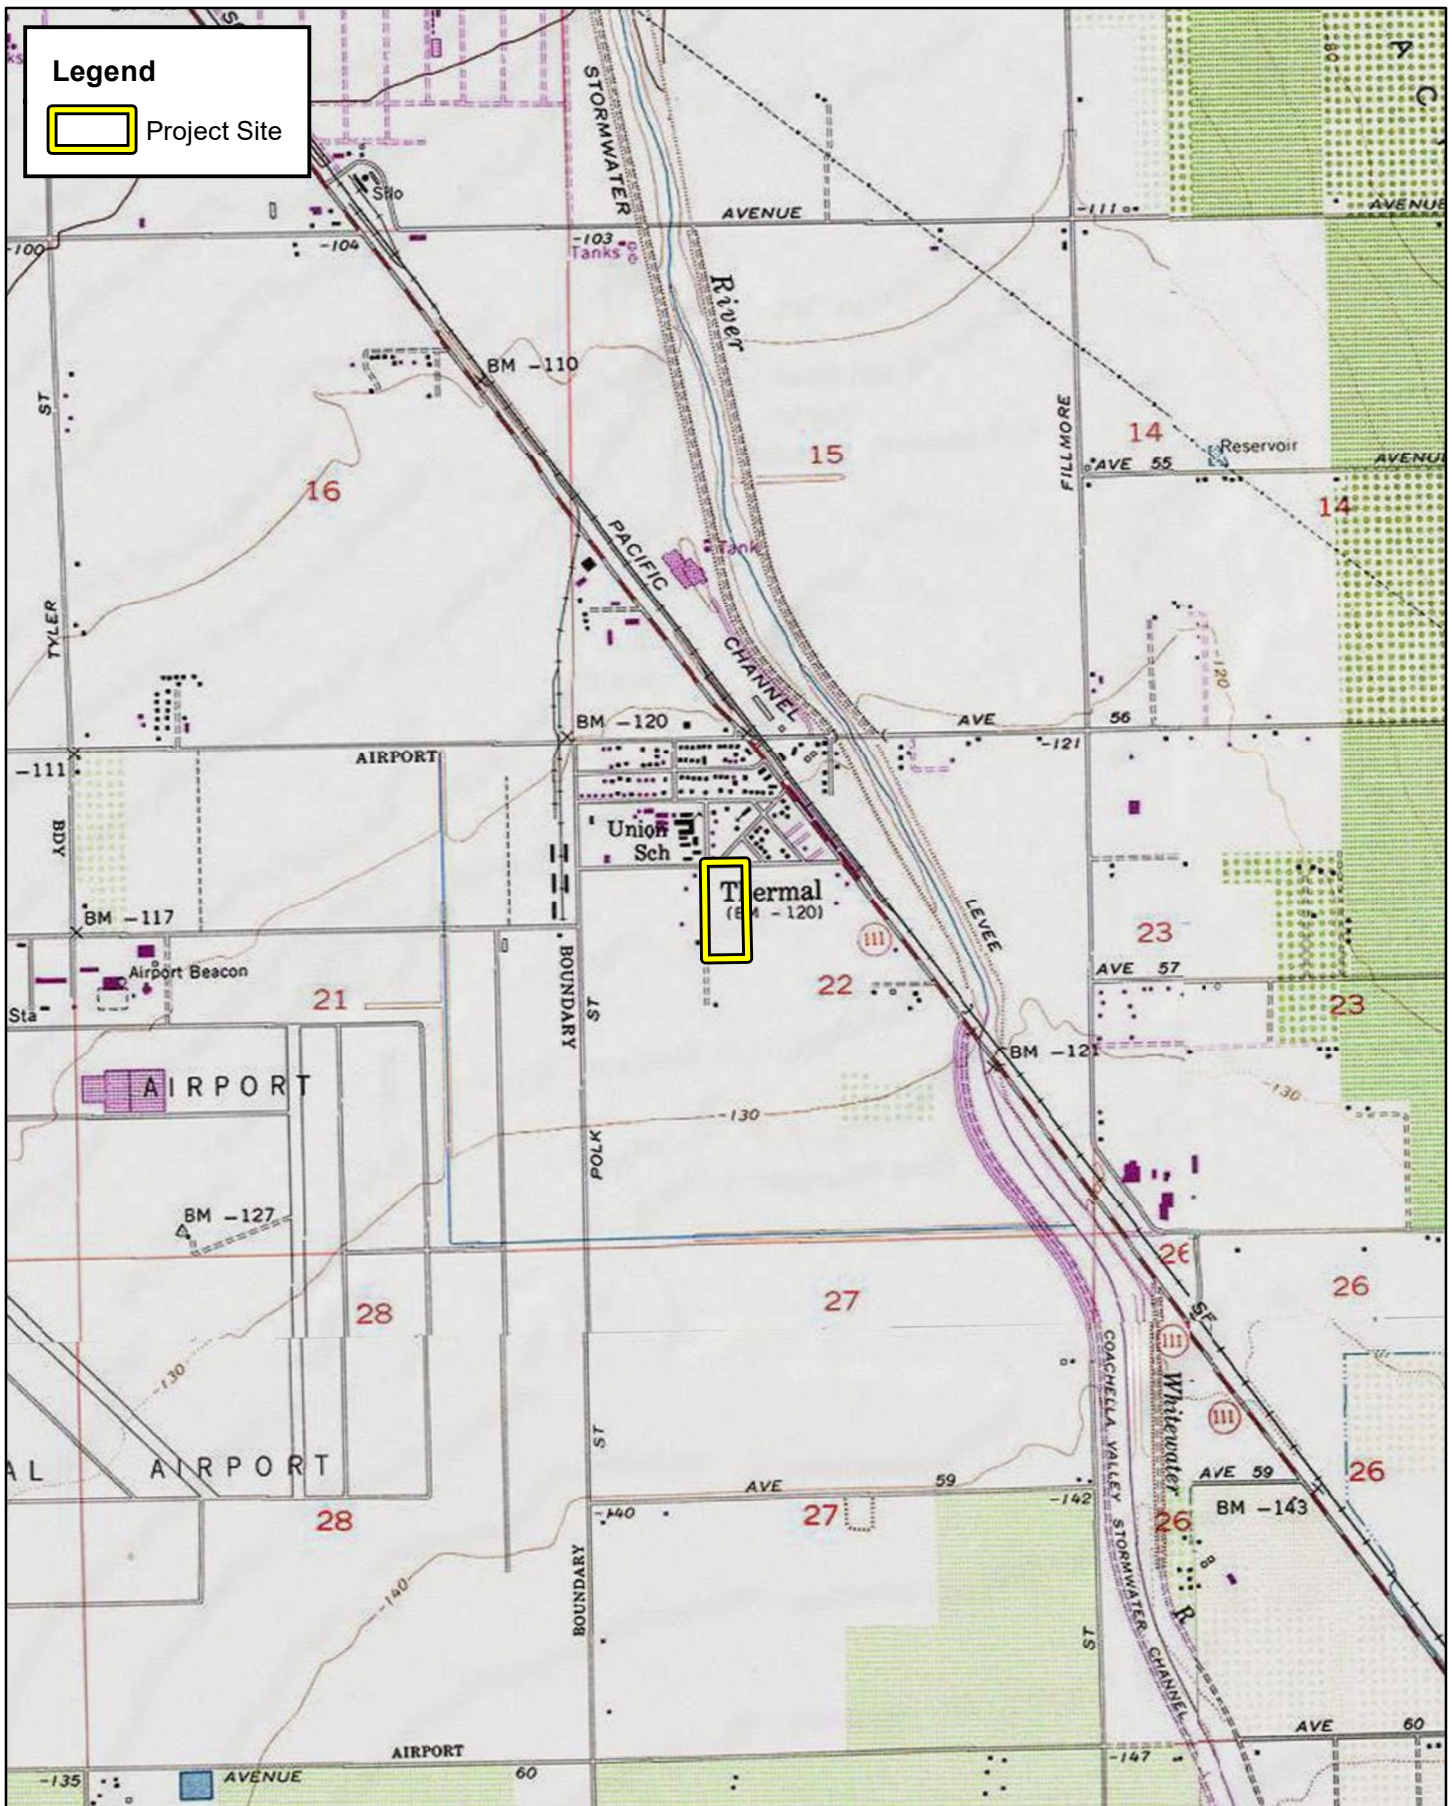 Legend
Project Site
ks
SO
STORMWATER
80
A
C
Silo
AVENUE
-111
AVENUE
-100
-104
-103
Tanks
River
BM -110
ST
FILLMORE
14
Reservoir
15
AVE 55
AVENUE
16
14
PACIFIC
Tank
TYLER
CHANNEL
-120
BM -120
AVE 56
-121
AIRPORT
-111
BDY
Union
Sch
Thermal
(BM -120)
BM -117
111
LEVEE
23
Airport Beacon
BOUNDARY
AVE 57
21
22
ST
23
Sta
BM -121
AIRPORT
-130
-130
POLK
BM -127
26
27
26
28
SF
111
COACHELLA VALLEY STORMWATER CHANNEL
Whitewater
-130
111
ST
AL AIRPORT
AVE 59
AVE 59
26
-142
BM -143
28
-140
27
26
BOUNDARY
-140
R
ST
AVE 60
AIRPORT
-147
-135
AVENUE 60